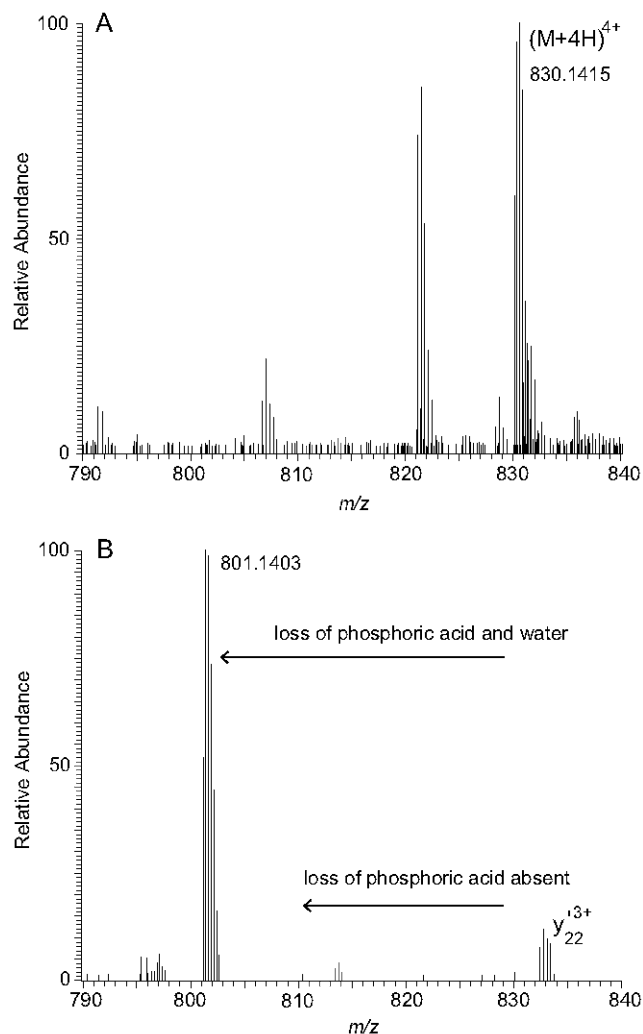 A
100
(M+4H)4+
830.1415
Relative Abundance
50
0
790
800
810
820
830
840
m/z
B
100
801.1403
loss of phosphoric acid and water
Relative Abundance
50
loss of phosphoric acid absent
y22'3+
0
790
800
810
820
830
840
m/z